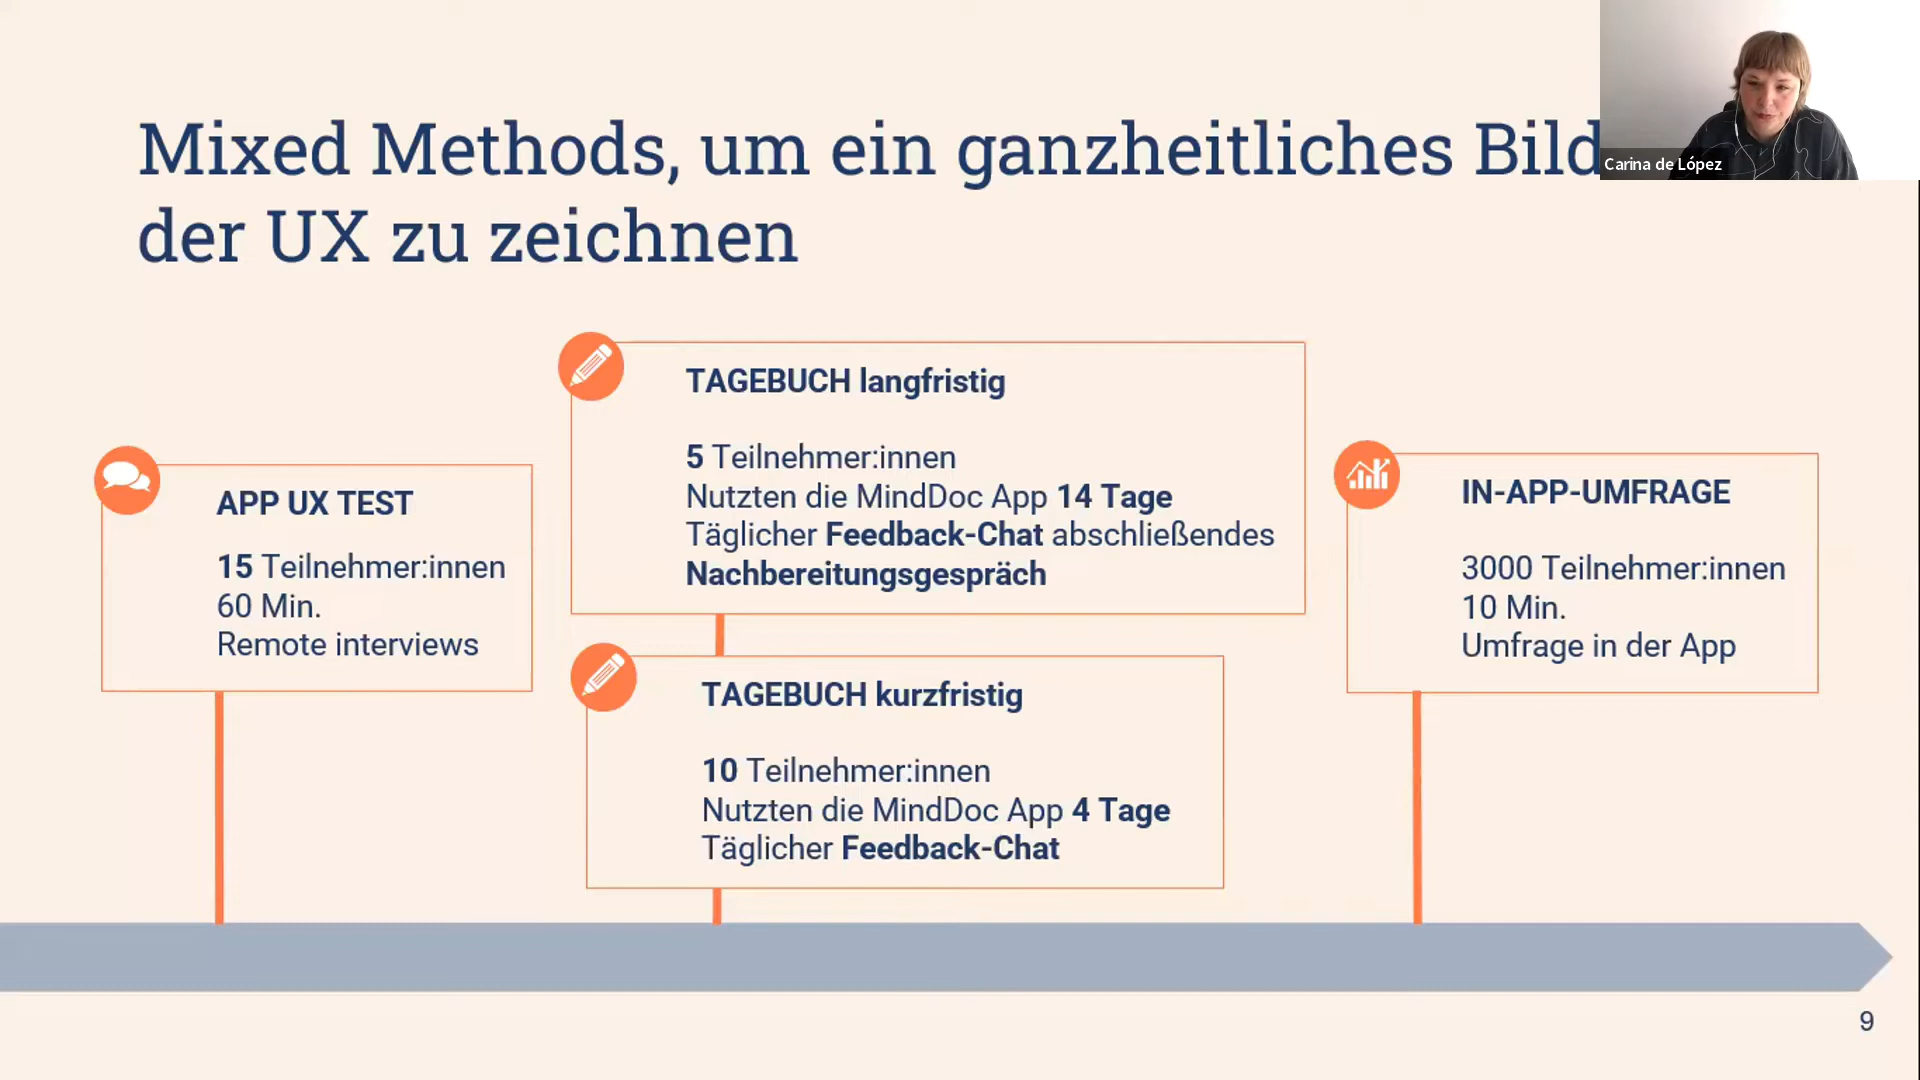 Mixed Methods, um ein ganzheitliches Bild
der UX zu zeichnen
Carina de López
APP UX TEST
15 Teilnehmer:innen
60 Min.
Remote interviews
TAGEBUCH langfristig
5 Teilnehmer:innen
Nutzten die MindDoc App 14 Tage
Täglicher Feedback-Chat abschließendes
Nachbereitungsgespräch
TAGEBUCH kurzfristig
10 Teilnehmer:innen
Nutzten die MindDoc App 4 Tage
Täglicher Feedback-Chat
IN-APP-UMFRAGE
3000 Teilnehmer:innen
10 Min.
Umfrage in der App
9